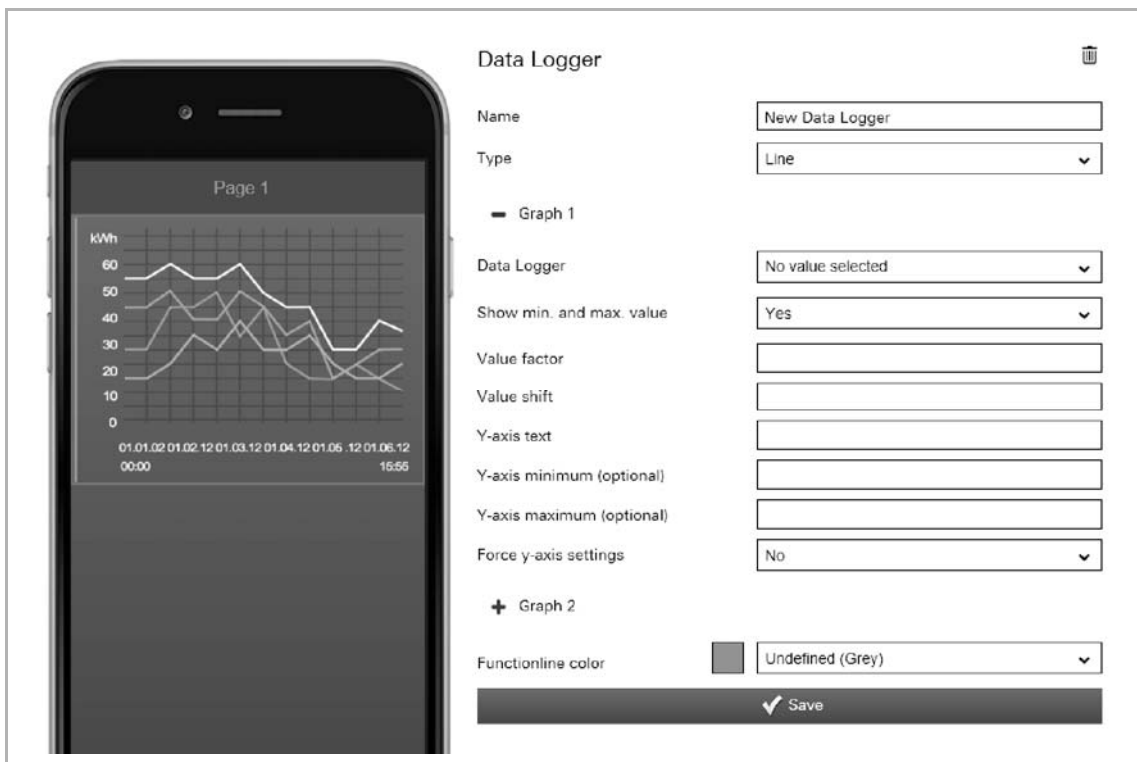 Data Logger
Name
New Data Logger
Type
Line
Graph 1
Data Logger
No value selected
Show min. and max. value
Yes
Value factor
Value shift
Y-axis text
Y-axis minimum (optional)
Y-axis maximum (optional)
Force y-axis settings
No
Graph 2
Functionline color
Undefined (Grey)
Save
Page 1
kWh
60
50
40
30
20
10
0
01.01.02 01.02.12 01.03.12 01.04.12 01.05 .12 01.06.12
00:00
15:55